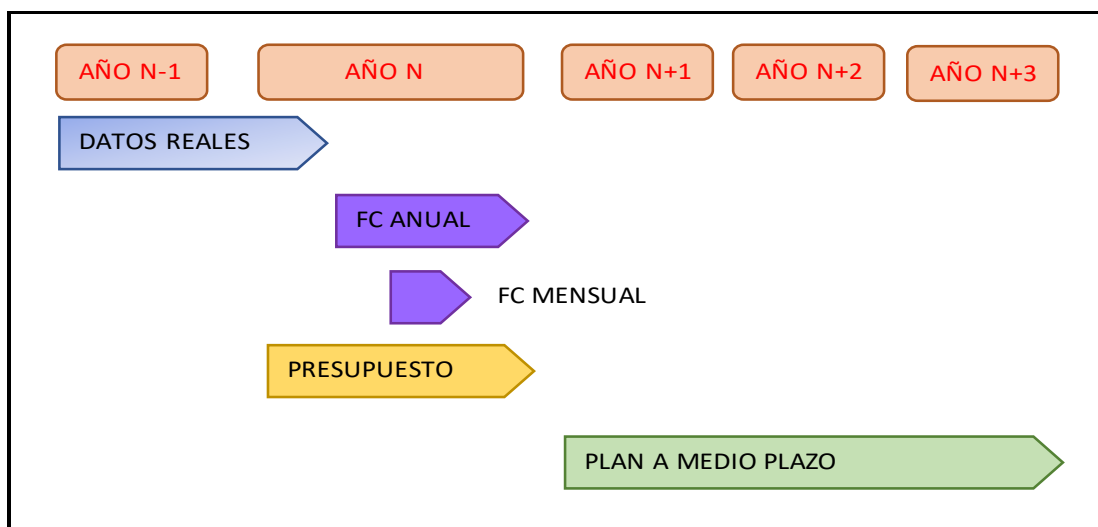 AÑO N-1
AÑO N
AÑO N+1
AÑO N+2
AÑO N+3
DATOS REALES
FC ANUAL
FC MENSUAL
PRESUPUESTO
PLAN A MEDIO PLAZO